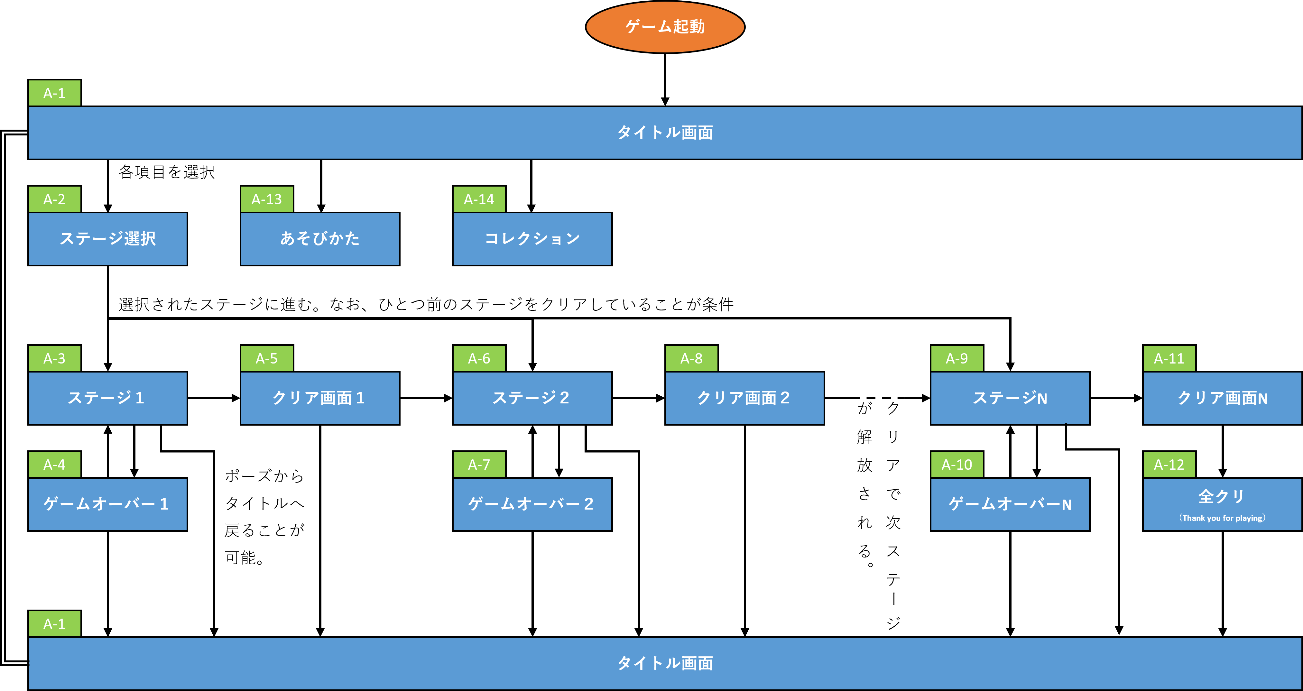 ゲーム起動
A-1
タイトル画面
各項目を選択
A-2
ステージ選択
A-13
あそびかた
A-14
コレクション
選択されたステージに進む。なお、ひとつ前のステージをクリアしていることが条件
A-3
ステージ１
A-5
クリア画面１
A-6
ステージ２
A-8
クリア画面２
A-9
ステージN
A-11
クリア画面N
クリアで次ステージ
が解放される。
A-4
ゲームオーバー１
ポーズから
タイトルへ
戻ることが
可能。
A-7
ゲームオーバー２
A-10
ゲームオーバーN
A-12
全クリ
（Thank you for playing）
A-1
タイトル画面